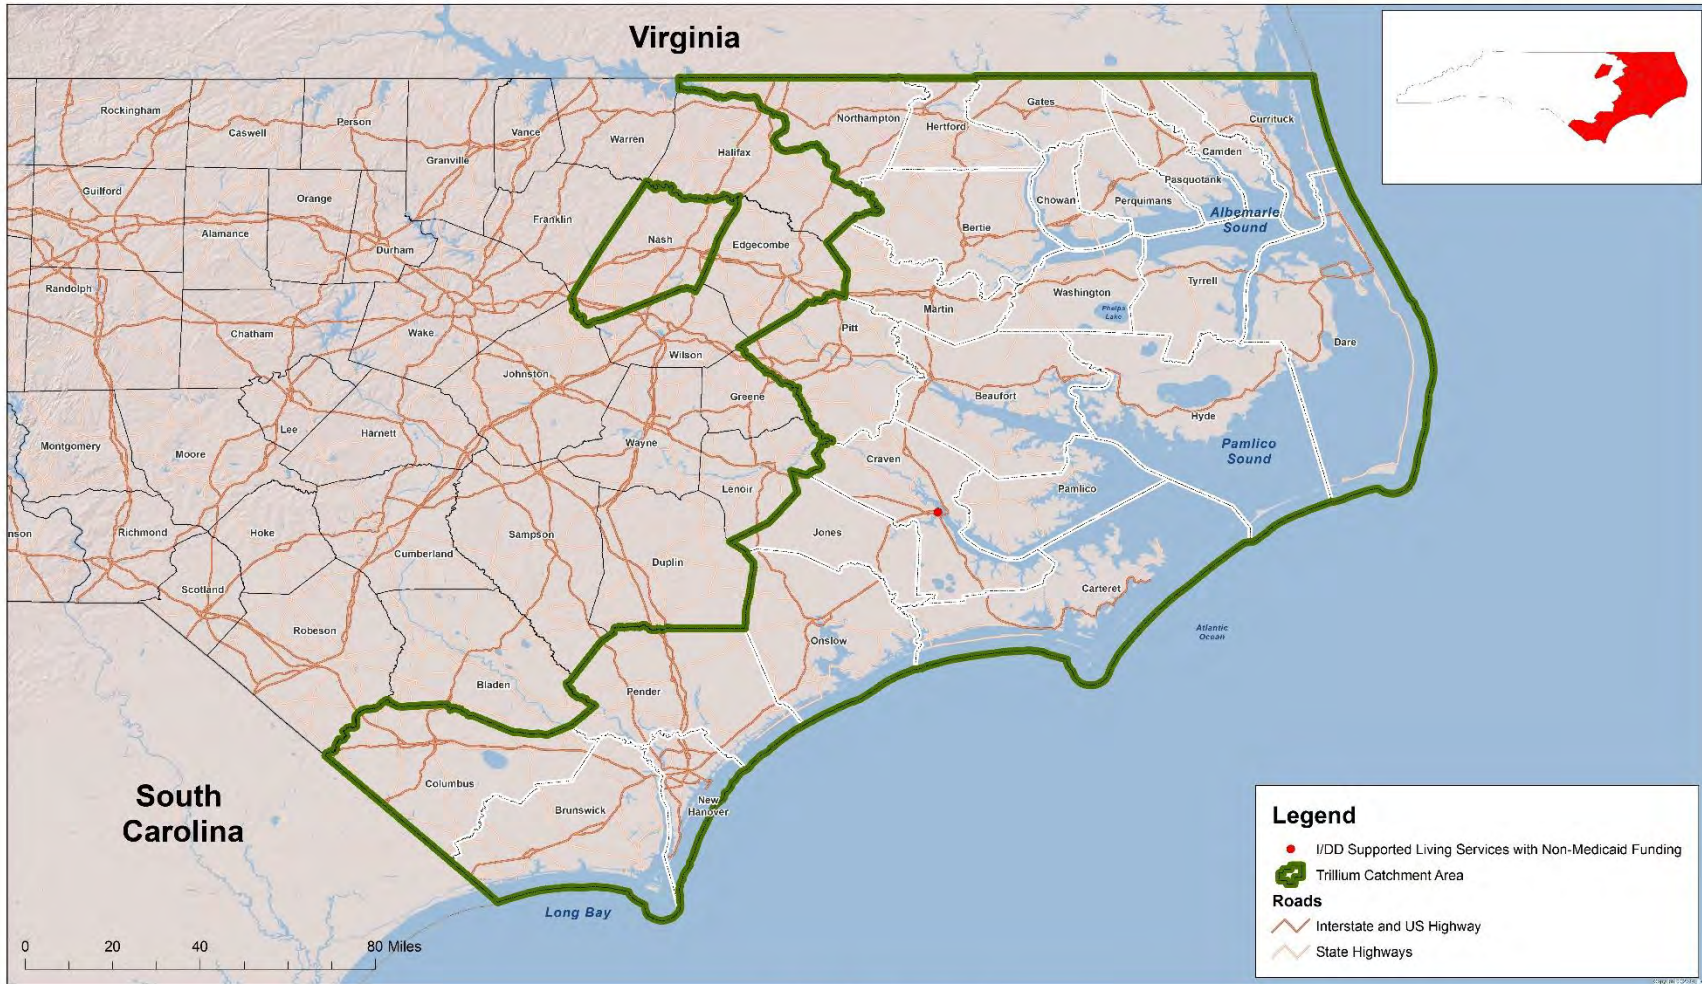 Virginia
Rockingham
Caswell
Person
Granville
Vance
Warren
Halifax
Northampton
Hertford
Gates
Currituck
Camden
Pasquotank
Perquimans
Chowan
Albemarle
Sound
Bertie
Guilford
Alamance
Orange
Durham
Franklin
Nash
Edgecombe
Randolph
Chatham
Wake
Johnston
Wilson
Pitt
Martin
Washington
Phelps
Lake
Tyrrell
Dare
Montgomery
Moore
Lee
Harnett
Wayne
Greene
Beaufort
Hyde
Pamlico
Sound
Lenoir
Craven
Pamlico
nson
Richmond
Hoke
Cumberland
Sampson
Duplin
Jones
Carteret
Scotland
Robeson
Bladen
Pender
Onslow
Atlantic
Ocean
Columbus
Brunswick
New
Hanover
South
Carolina
Long Bay
0 20 40 80 Miles
Legend
I/DD Supported Living Services with Non-Medicaid Funding
Trillium Catchment Area
Roads
Interstate and US Highway
State Highways